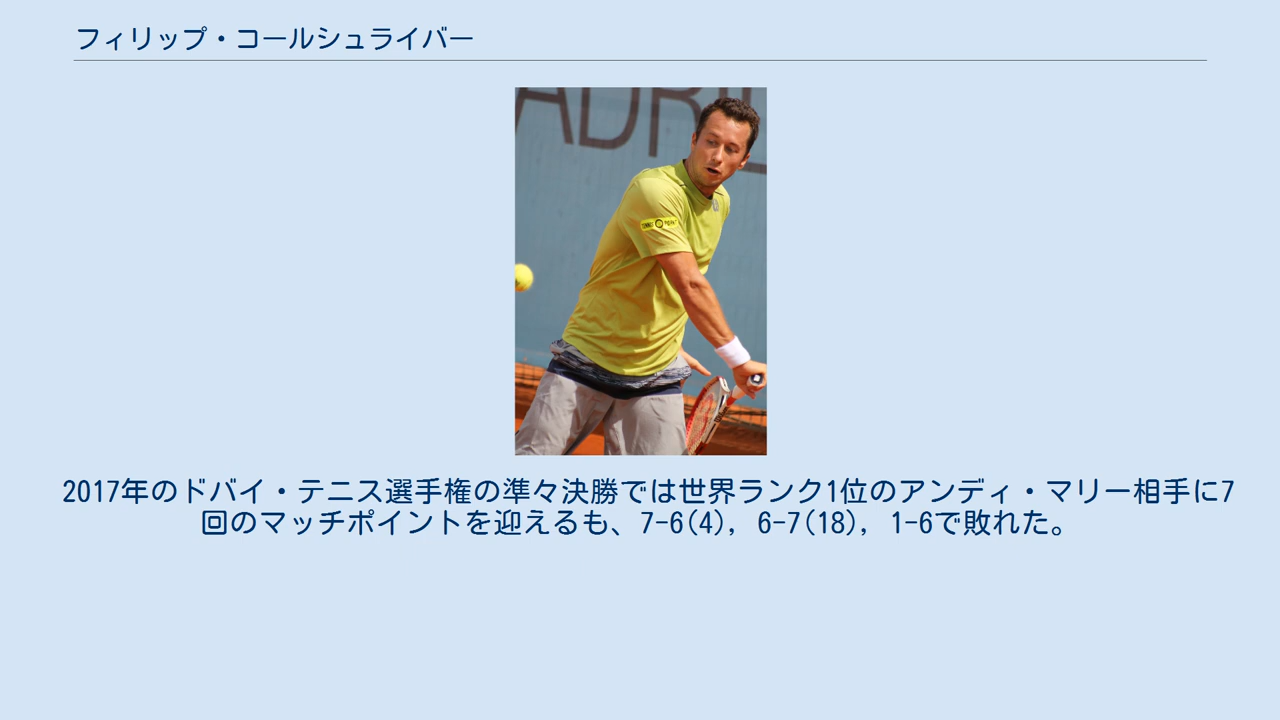 フィリップ・コールシュライバー
ADRI
2017年のドバイ・テニス選手権の準々決勝では世界ランク1位のアンディ・マリー相手に7
回のマッチポイントを迎えるも、7-6(4), 6-7(18), 1-6で敗れた。